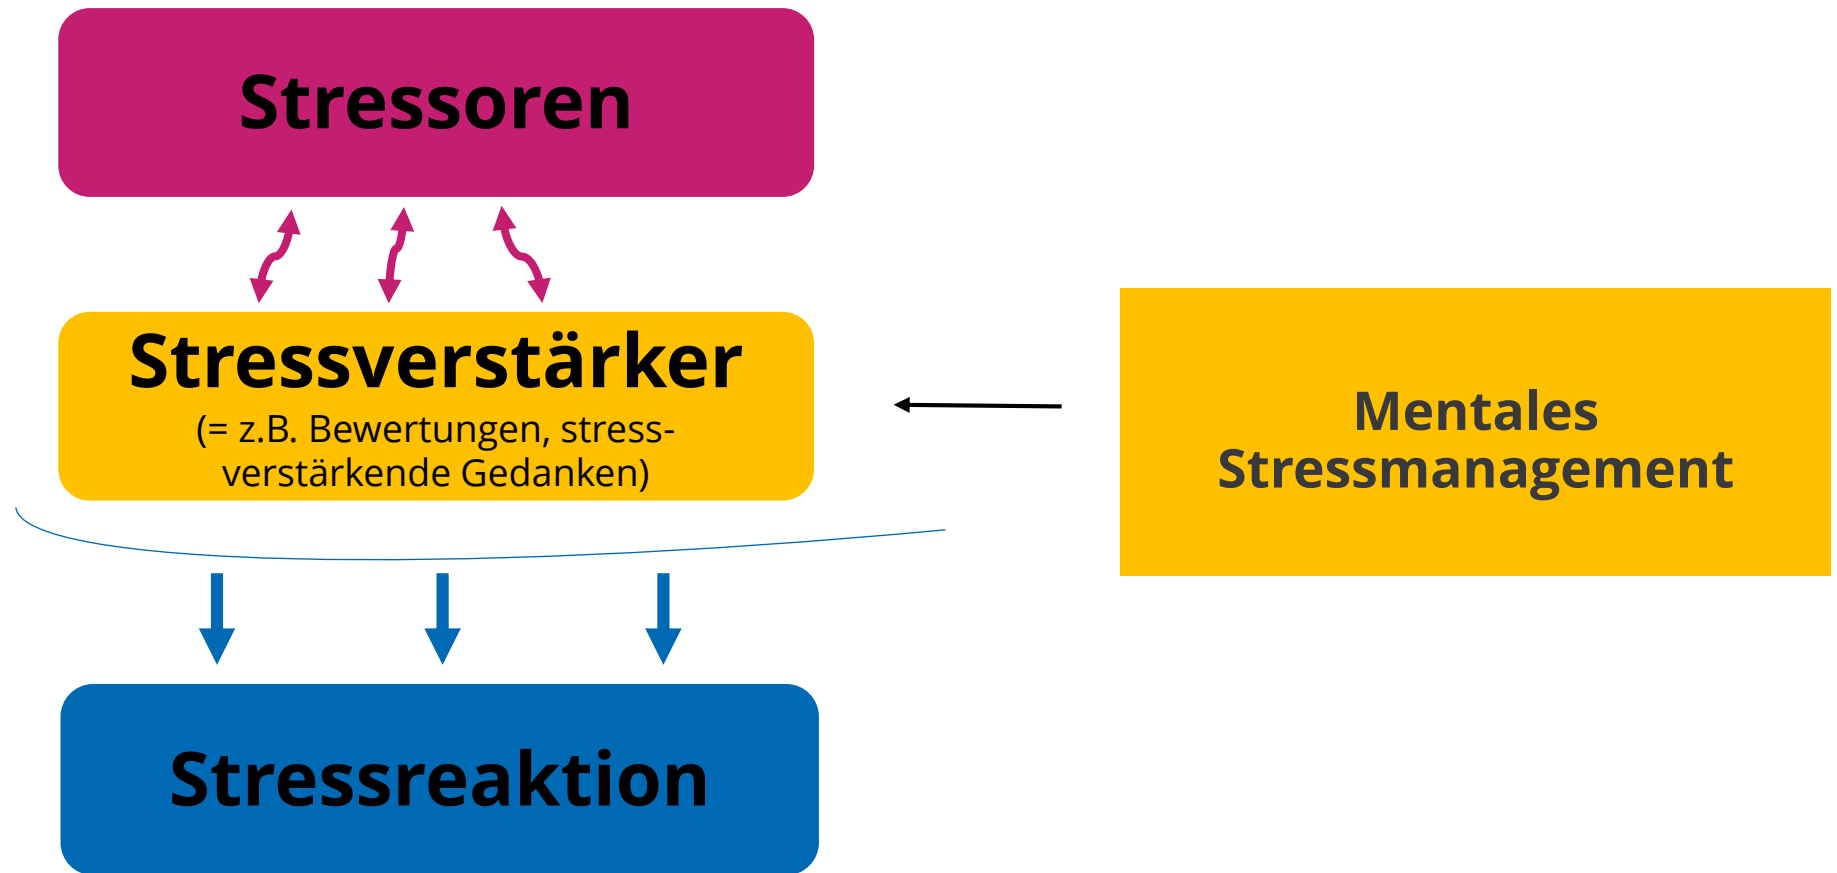 Stressoren
Stressverstärker
(= z.B. Bewertungen, stress-
verstärkende Gedanken)
Mentales
Stressmanagement
Stressreaktion